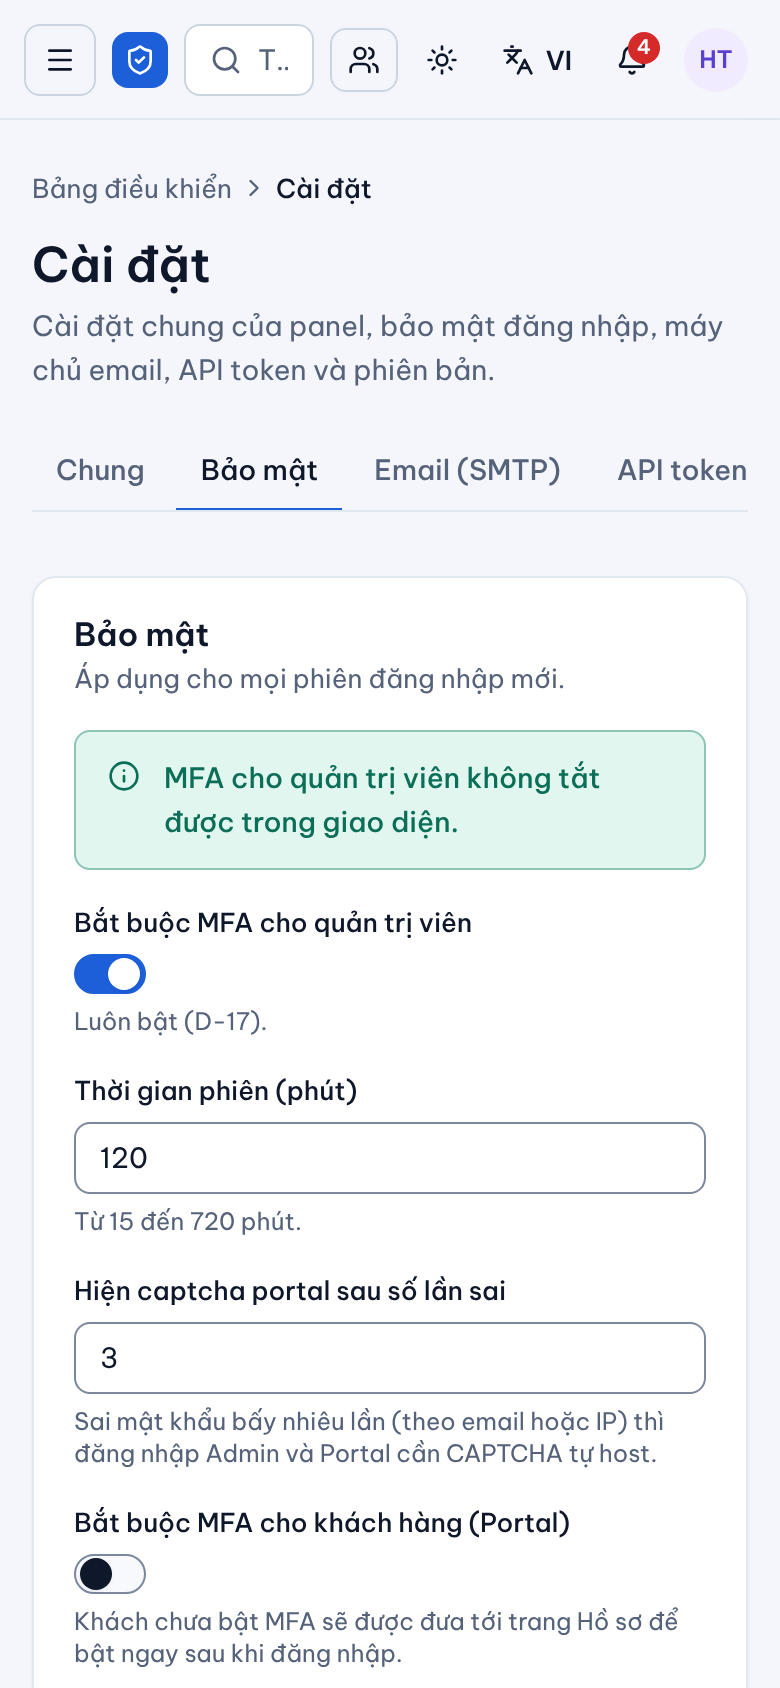 T..
VI
4
HT
Bảng điều khiển > Cài đặt
Cài đặt
Cài đặt chung của panel, bảo mật đăng nhập, máy
chủ email, API token và phiên bản.
Chung Bảo mật Email (SMTP) API token
Bảo mật
Áp dụng cho mọi phiên đăng nhập mới.
MFA cho quản trị viên không tắt
được trong giao diện.
Bắt buộc MFA cho quản trị viên
Luôn bật (D-17).
Thời gian phiên (phút)
120
Từ 15 đến 720 phút.
Hiện captcha portal sau số lần sai
3
Sai mật khẩu bấy nhiêu lần (theo email hoặc IP) thì
đăng nhập Admin và Portal cần CAPTCHA tự host.
Bắt buộc MFA cho khách hàng (Portal)
Khách chưa bật MFA sẽ được đưa tới trang Hồ sơ để
bật ngay sau khi đăng nhập.